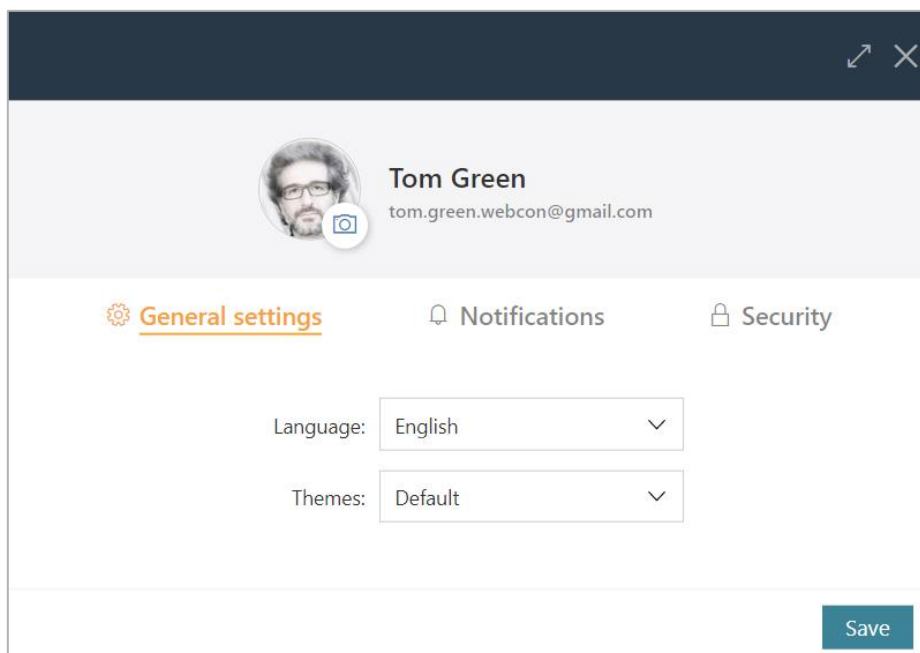 Tom Green
tom.green.webcon@gmail.com
General settings Notifications Security
Language: English
Themes: Default
Save